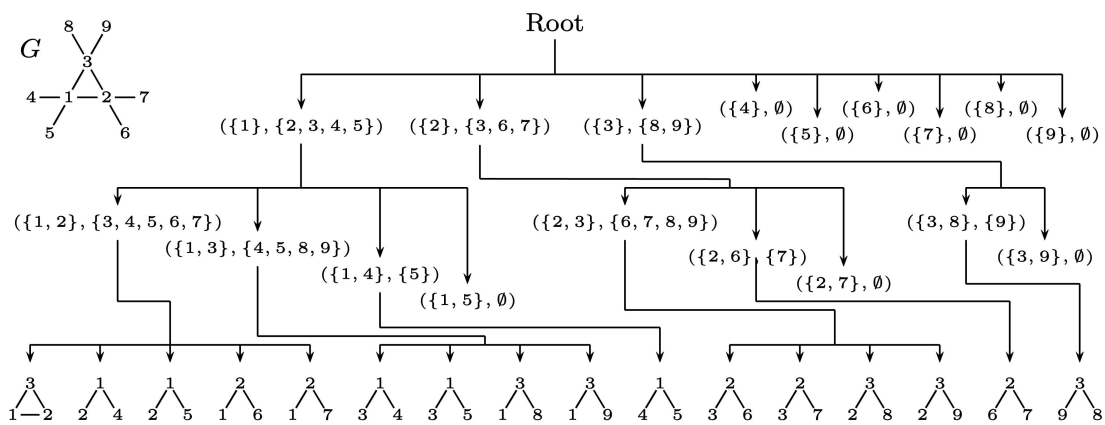 Root
8 9
G
3
4 1 2 7
5 6
({1}, {2, 3, 4, 5}) ({2}, {3, 6, 7}) ({3}, {8, 9}) ({4}, ∅) ({6}, ∅) ({8}, ∅)
({5}, ∅) ({7}, ∅) ({9}, ∅)
({1, 2}, {3, 4, 5, 6, 7}) ({2, 3}, {6, 7, 8, 9}) ({3, 8}, {9})
({1, 3}, {4, 5, 8, 9}) ({2, 6}, {7}) ({3, 9}, ∅)
({1, 4}, {5}) ({2, 7}, ∅)
({1, 5}, ∅)
3 1 1 2 2 1 1 3 3 1 2 2 3 3 2 3
1 2 2 4 2 5 1 6 1 7 3 4 3 5 1 8 1 9 4 5 3 6 3 7 2 8 2 9 6 7 9 8